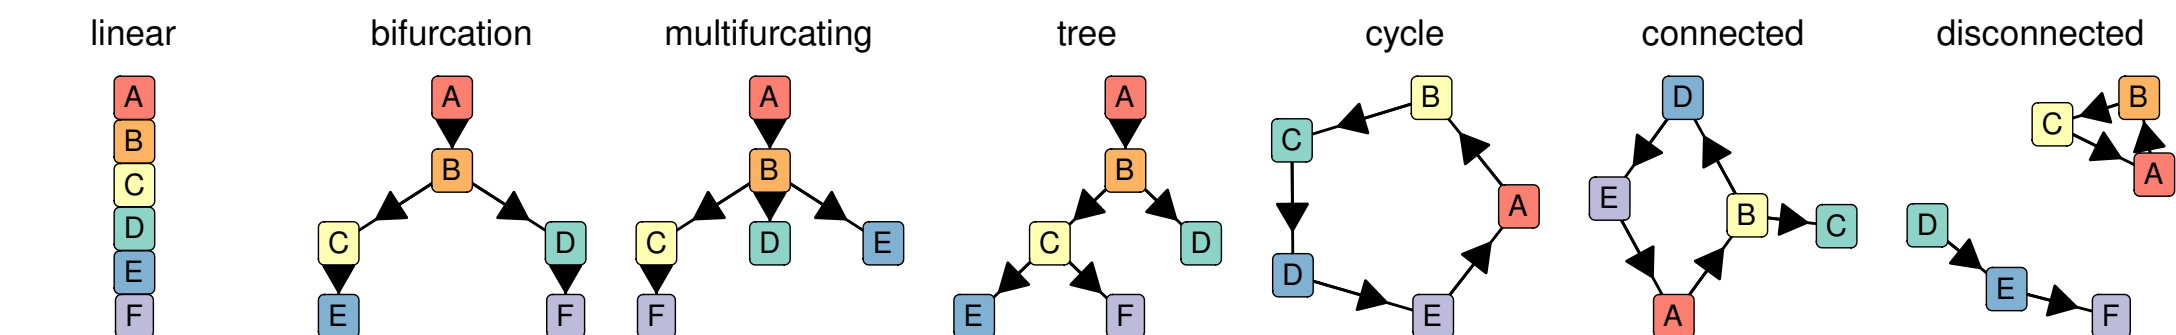 linear
A
B
C
D
E
F
bifurcation
A
B
C D
E F
multifurcating
A
B
C D E
F
tree
A
B
C D
E F
cycle
B
C
A
D
E
connected
D
E
B C
A
disconnected
B
C
A
D
E
F